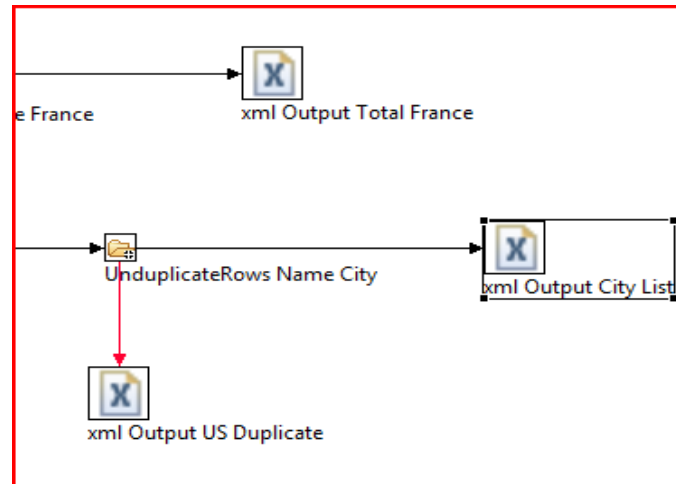 xml Output Total France
e France
UnduplicateRows Name City
xml Output City List
xml Output US Duplicate